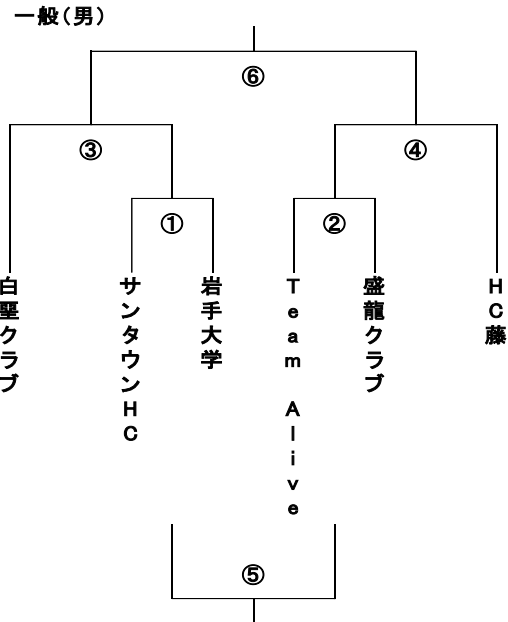 一般(男)
⑥
③
④
①
②
白堊クラブ
サンタウンHC
岩手大学
Team Alive
盛龍クラブ
HC藤
⑤